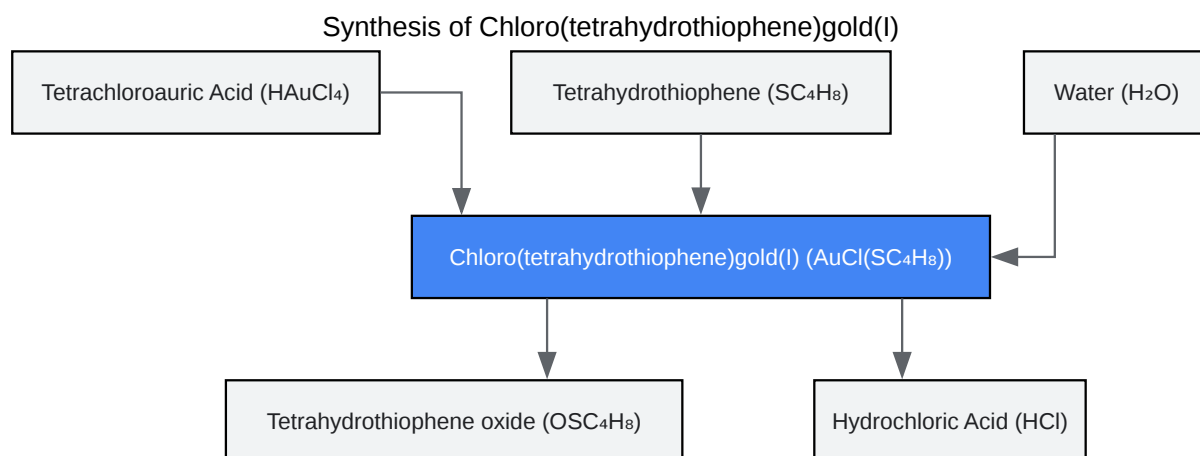 Synthesis of Chloro(tetrahydrothiophene)gold(I)
Tetrachloroauric Acid (HAuCl₄)
Tetrahydrothiophene (SC₄H₈)
Water (H₂O)
Chloro(tetrahydrothiophene)gold(I) (AuCl(SC₄H₈))
Tetrahydrothiophene oxide (OSC₄H₈)
Hydrochloric Acid (HCl)